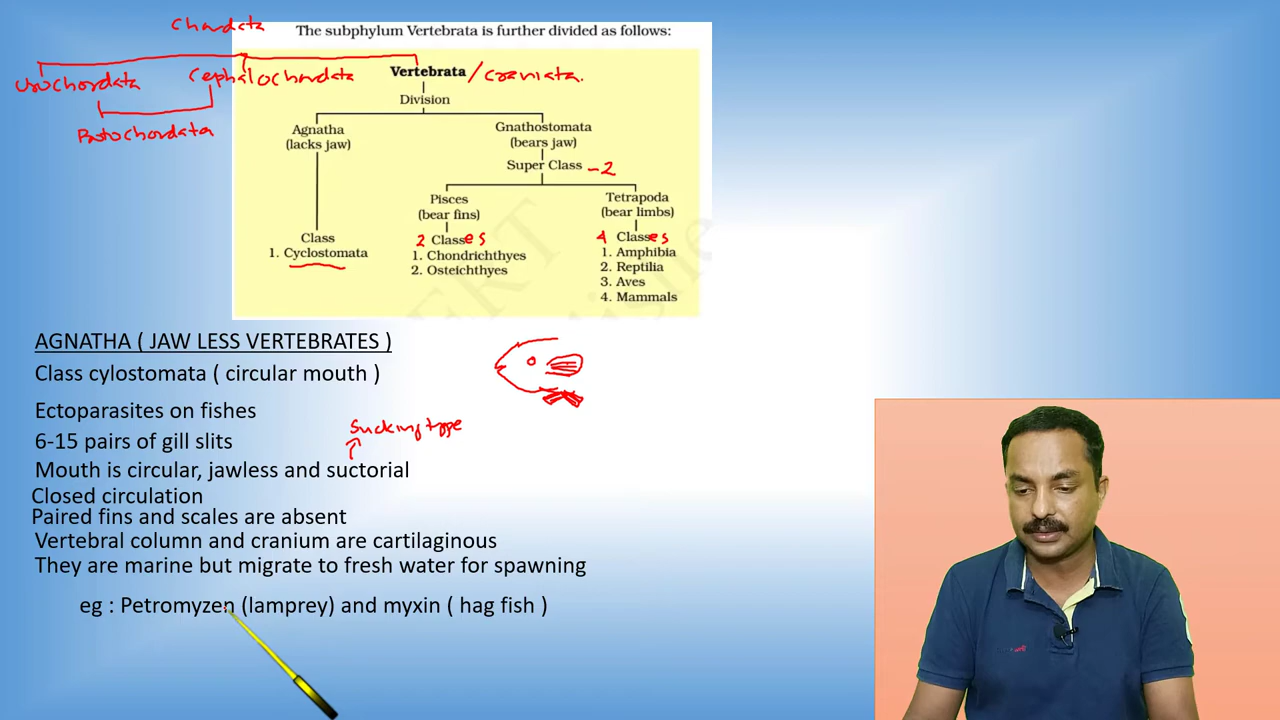 Chordata
The subphylum Vertebrata is further divided as follows:
Urochordata Cephalochordata Vertebrata /craniata.
Division
Protochordata
Agnatha Gnathostomata
(lacks jaw) (bears jaw)
Super Class -2
Pisces Tetrapoda
(bear fins) (bear limbs)
Class 2 Classes 4 Classes
1. Cyclostomata 1. Chondrichthyes 1. Amphibia
2. Osteichthyes 2. Reptilia
3. Aves
4. Mammals
AGNATHA ( JAW LESS VERTEBRATES )
Class cylostomata ( circular mouth )
Ectoparasites on fishes
Sucking type
6-15 pairs of gill slits
Mouth is circular, jawless and suctorial
Closed circulation
Paired fins and scales are absent
Vertebral column and cranium are cartilaginous
They are marine but migrate to fresh water for spawning
eg : Petromyzen (lamprey) and myxin ( hag fish )